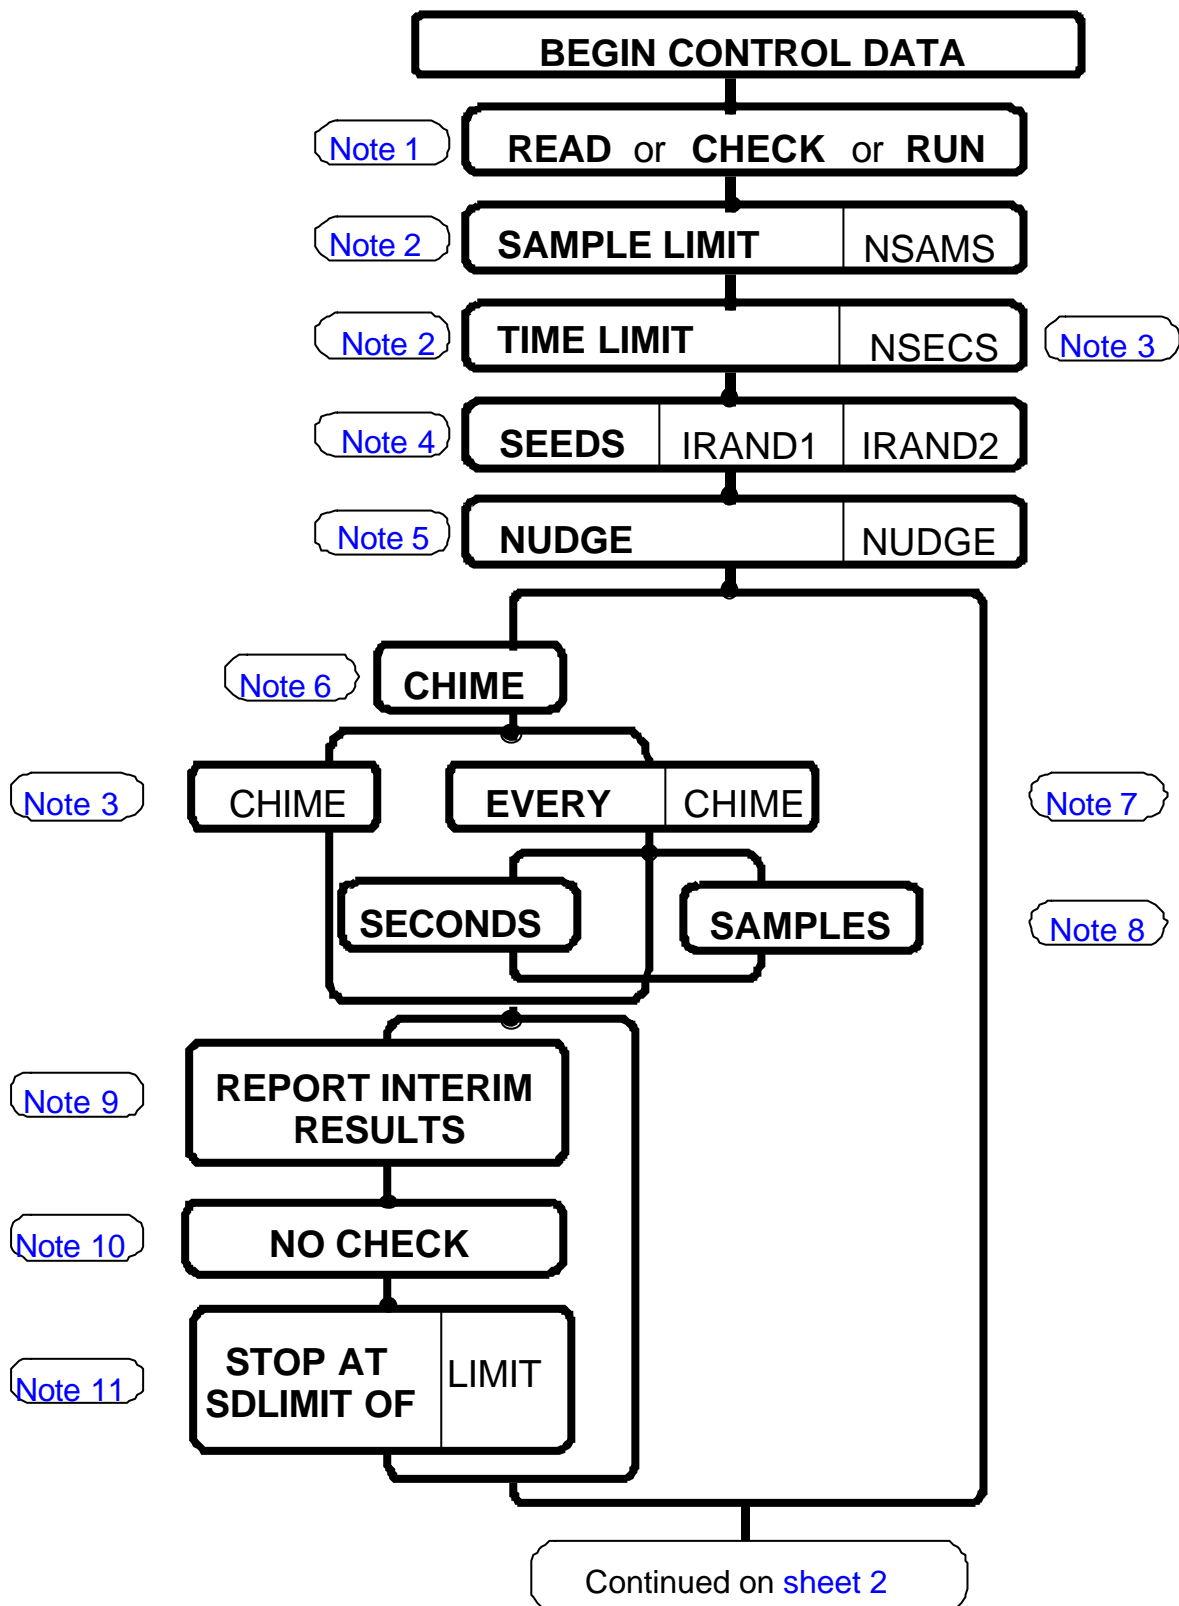 BEGIN CONTROL DATA
Note 1 READ or CHECK or RUN
Note 2 SAMPLE LIMIT NSAMS
Note 2 TIME LIMIT NSECS Note 3
Note 4 SEEDS IRAND1 IRAND2
Note 5 NUDGE NUDGE
Note 6 CHIME
Note 3 CHIME EVERY CHIME Note 7
SECONDS SAMPLES Note 8
Note 9 REPORT INTERIM
RESULTS
Note 10 NO CHECK
Note 11 STOP AT LIMIT
SDLIMIT OF
Continued on sheet 2